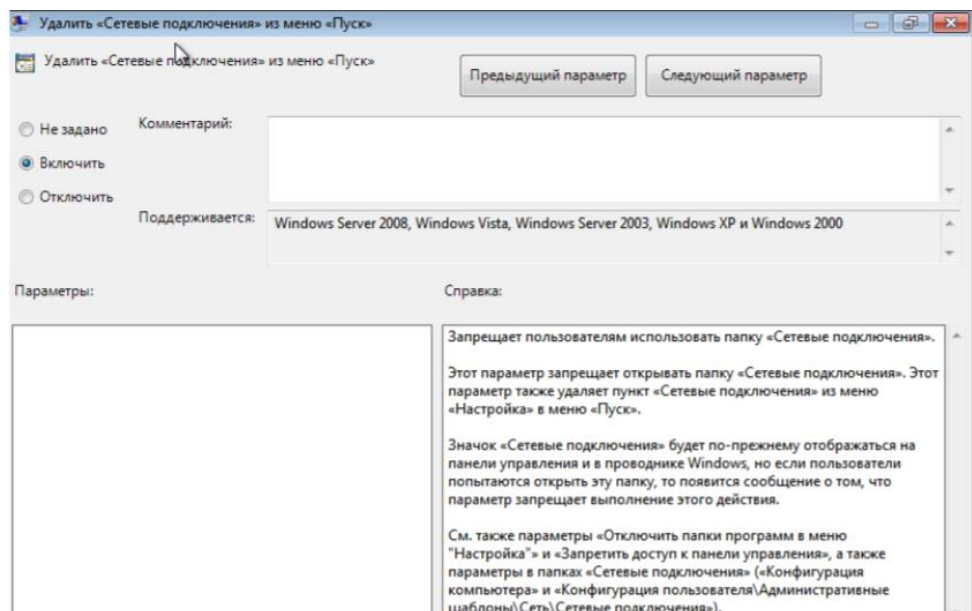 Удалить «Сетевые подключения» из меню «Пуск»
Удалить «Сетевые подключения» из меню «Пуск»
Предыдущий параметр
Следующий параметр
Не задано
Комментарий:
Включить
Отключить
Поддерживается:
Windows Server 2008, Windows Vista, Windows Server 2003, Windows XP и Windows 2000
Параметры:
Справка:
Запрещает пользователям использовать папку «Сетевые подключения».
Этот параметр запрещает открывать папку «Сетевые подключения». Этот
параметр также удаляет пункт «Сетевые подключения» из меню
«Настройка» в меню «Пуск».
Значок «Сетевые подключения» будет по-прежнему отображаться на
панели управления и в проводнике Windows, но если пользователи
попытаются открыть эту папку, то появится сообщение о том, что
параметр запрещает выполнение этого действия.
См. также параметры «Отключить папки программ в меню
"Настройка"» и «Запретить доступ к панели управления», а также
параметры в папках «Сетевые подключения» («Конфигурация
компьютера» и «Конфигурация пользователя\Административные
шаблоны\Сеть\Сетевые подключения»).